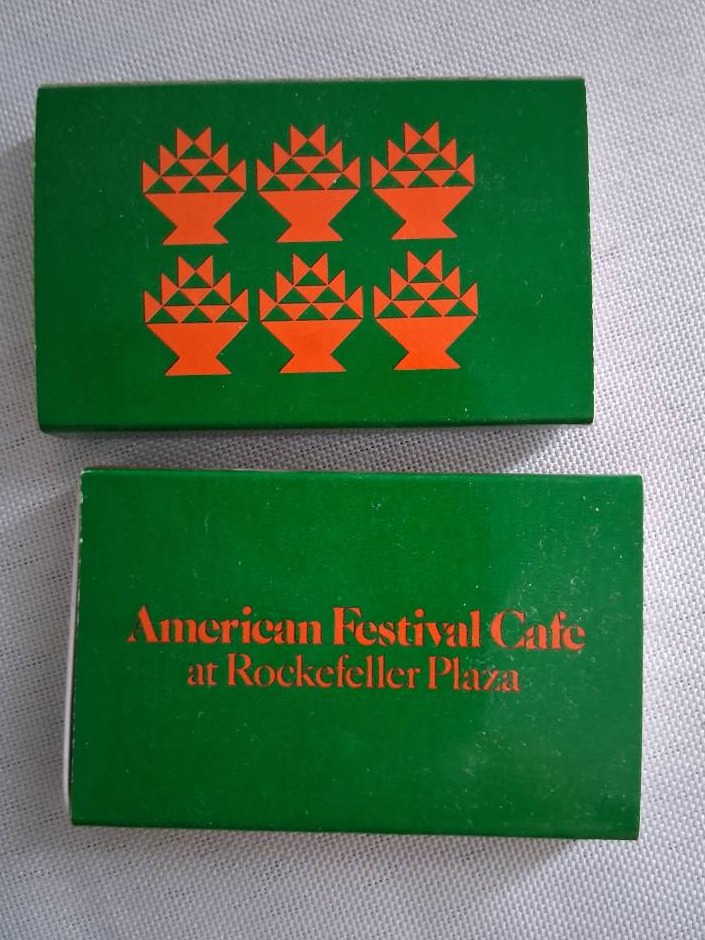 American Festival Cafe
at Rockefeller Plaza